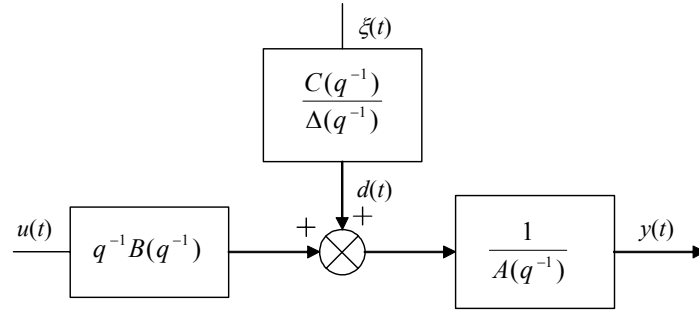 ξ(t)
C(q⁻¹)
Δ(q⁻¹)
d(t)
+
+
u(t)
q⁻¹B(q⁻¹)
1
A(q⁻¹)
y(t)